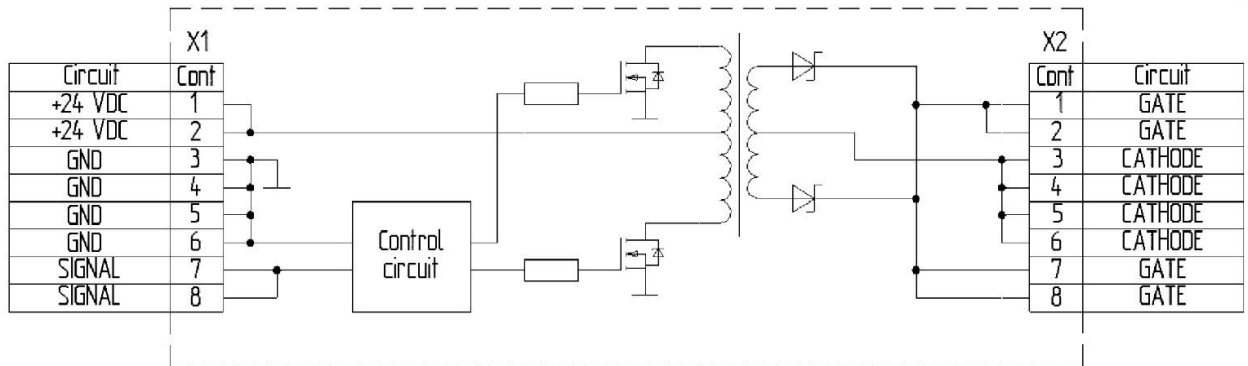 X1
Circuit Cont
+24 VDC 1
+24 VDC 2
GND 3
GND 4
GND 5
GND 6
SIGNAL 7
SIGNAL 8
Control
circuit
X2
Cont Circuit
1 GATE
2 GATE
3 CATHODE
4 CATHODE
5 CATHODE
6 CATHODE
7 GATE
8 GATE